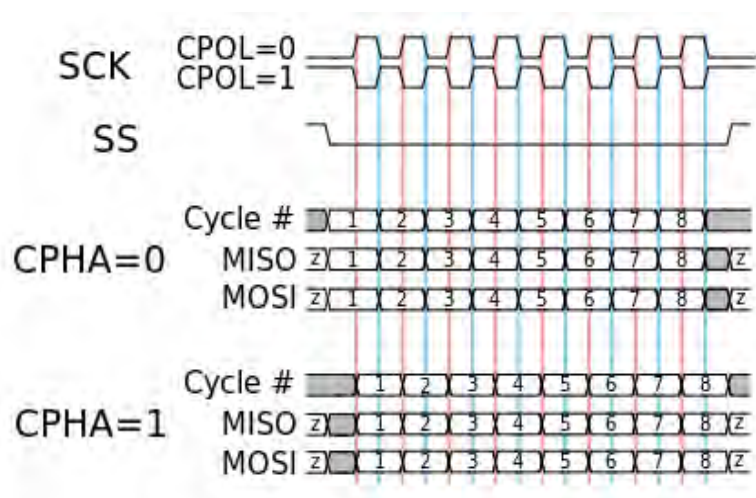 SCK CPOL=0
CPOL=1
SS
Cycle # 1 2 3 4 5 6 7 8
CPHA=0 MISO z 1 2 3 4 5 6 7 8 z
MOSI z 1 2 3 4 5 6 7 8 z
Cycle # 1 2 3 4 5 6 7 8
CPHA=1 MISO z 1 2 3 4 5 6 7 8 z
MOSI z 1 2 3 4 5 6 7 8 z